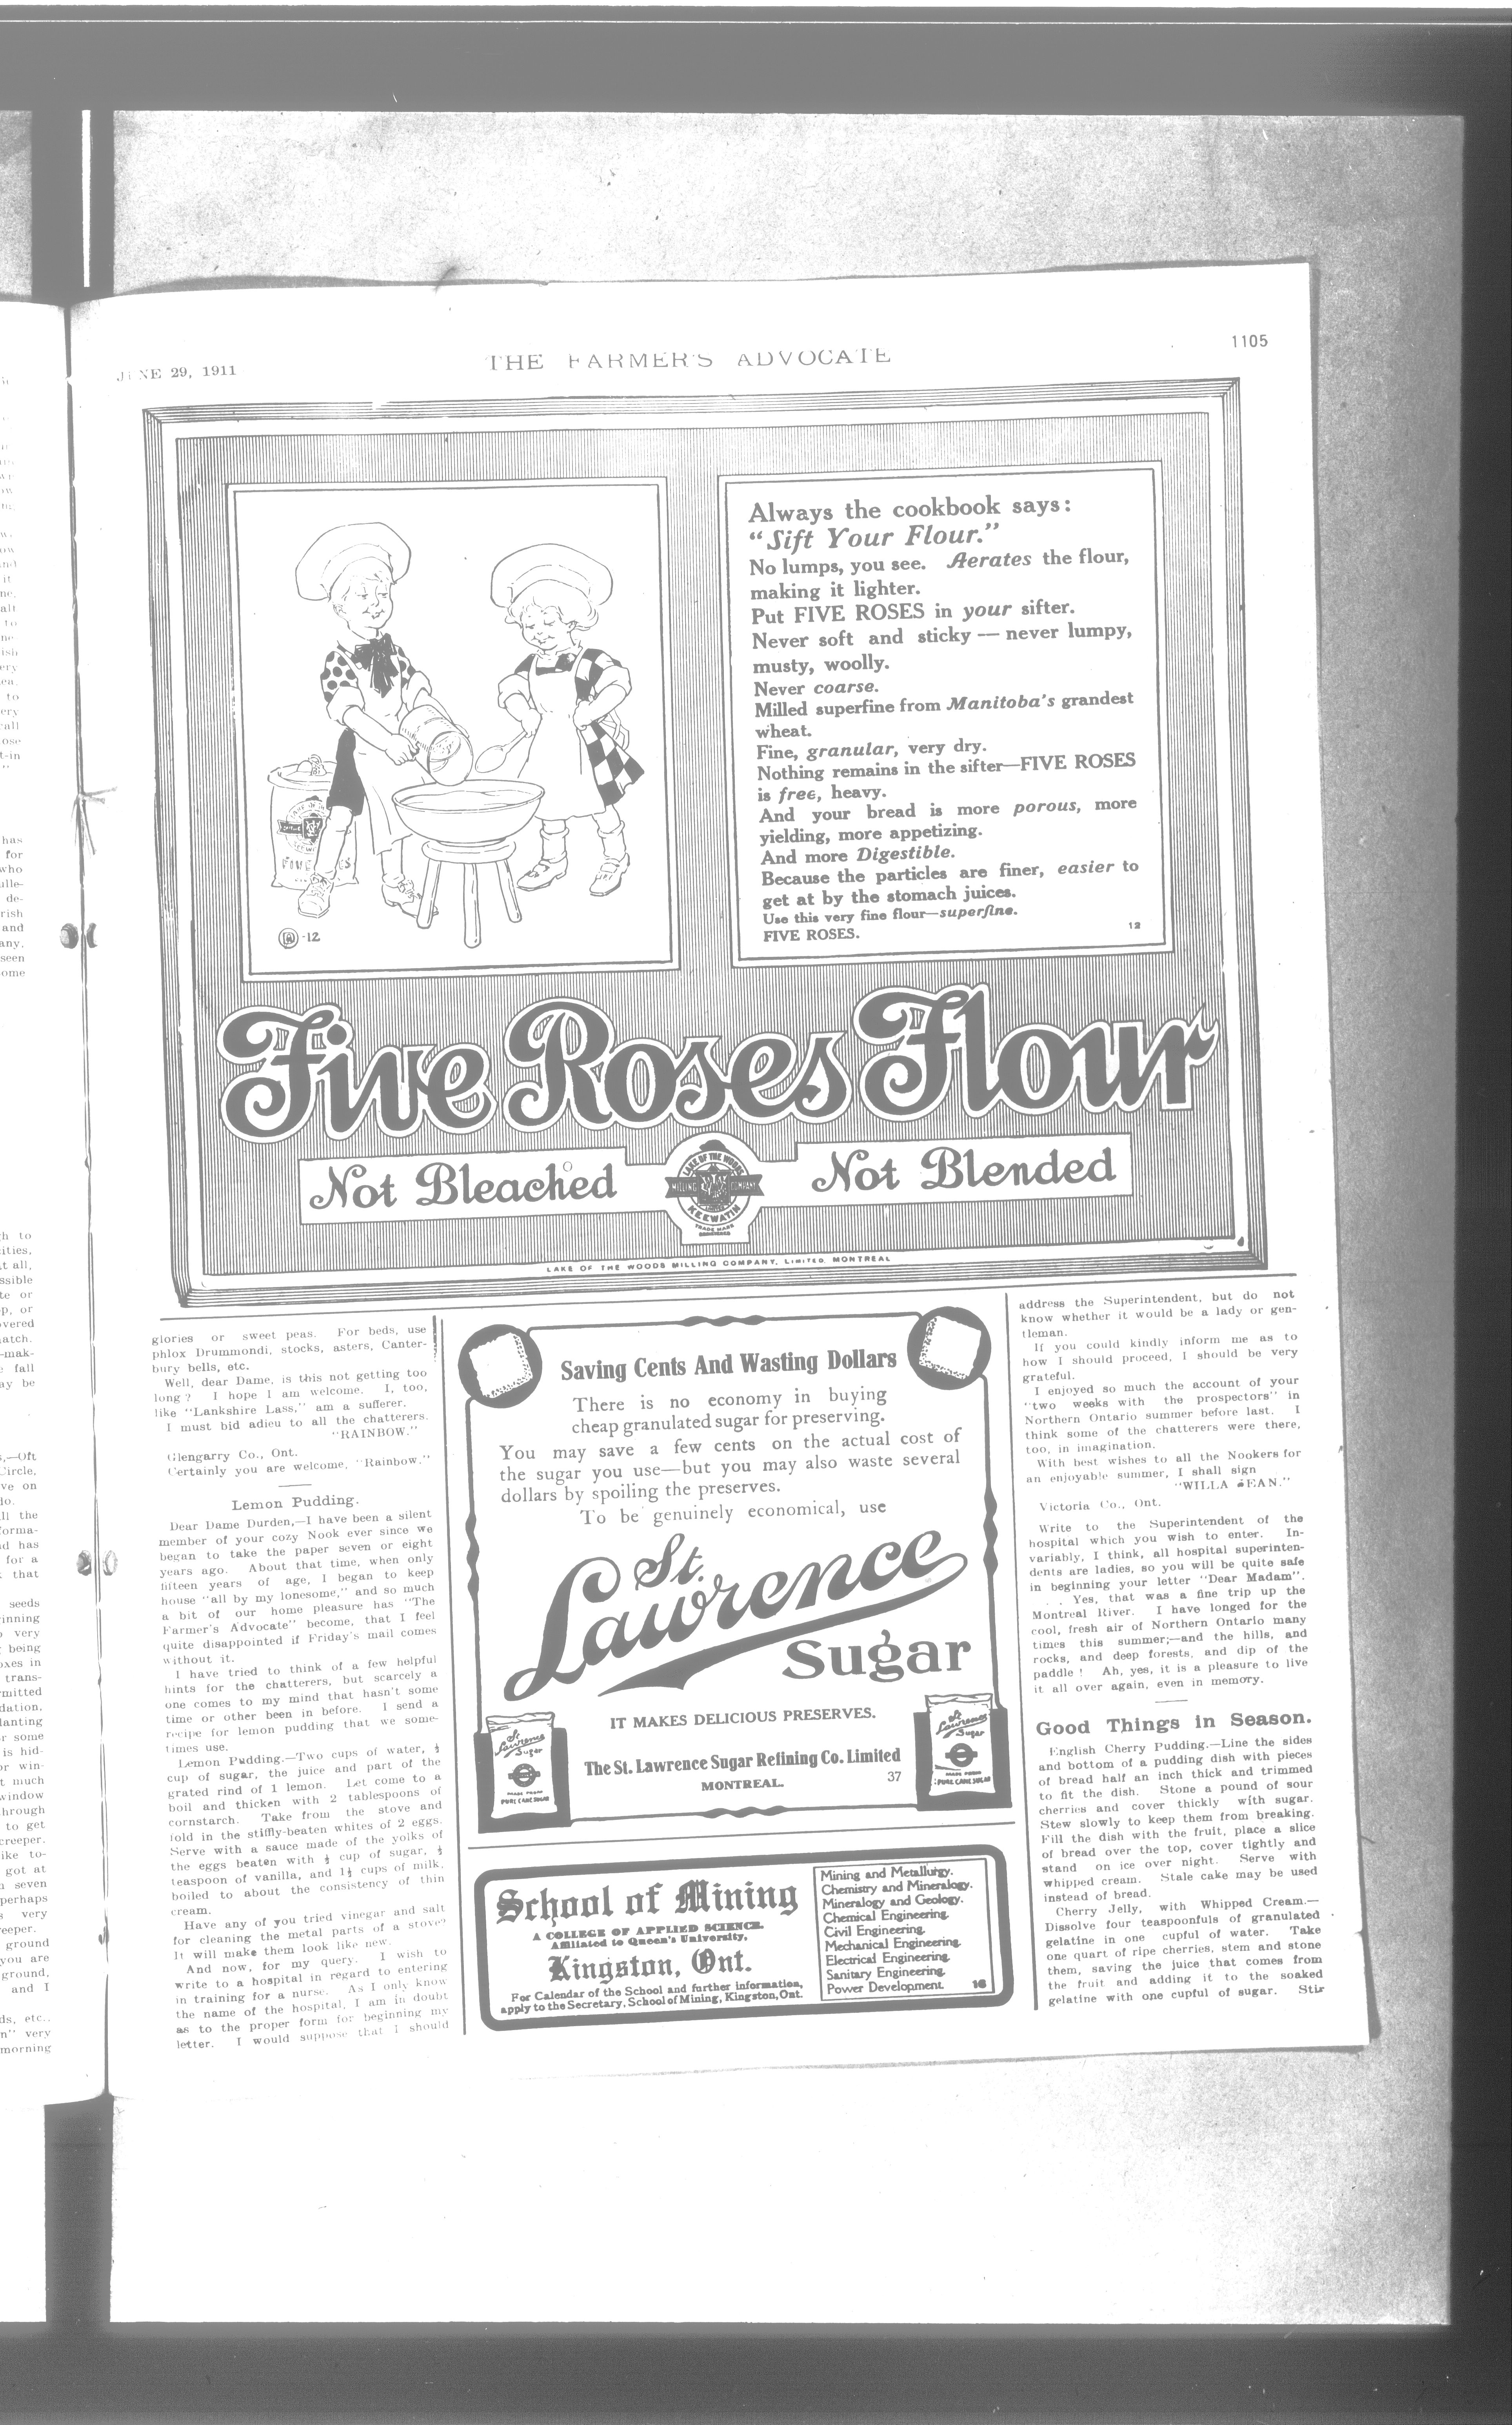 JUNE 29, 1911
THE FARMER'S ADVOCATE
1105
Always the cookbook says:
"Sift Your Flour."
No lumps, you see. Aerates the flour,
making it lighter.
Put FIVE ROSES in your sifter.
Never soft and sticky — never lumpy,
musty, woolly.
Never coarse.
Milled superfine from Manitoba's grandest
wheat.
Fine, granular, very dry.
Nothing remains in the sifter—FIVE ROSES
is free, heavy.
And your bread is more porous, more
yielding, more appetizing.
And more Digestible.
Because the particles are finer, easier to
get at by the stomach juices.
Use this very fine flour—superfine.
FIVE ROSES.
12
-12
Five Roses Flour
Not Bleached
Not Blended
LAKE OF THE WOODS
MILLING COMPANY
LIMITED
KEEWATIN
TRADE MARK
REGISTERED
LAKE OF THE WOODS MILLING COMPANY, LIMITED. MONTREAL
glories or sweet peas. For beds, use
phlox Drummondi, stocks, asters, Canter-
bury bells, etc.
Well, dear Dame, is this not getting too
long? I hope I am welcome. I, too,
like "Lankshire Lass," am a sufferer.
I must bid adieu to all the chatterers.
"RAINBOW."
Glengarry Co., Ont.
Certainly you are welcome, "Rainbow."
Lemon Pudding.
Dear Dame Durden,—I have been a silent
member of your cozy Nook ever since we
began to take the paper seven or eight
years ago. About that time, when only
fifteen years of age, I began to keep
house "all by my lonesome," and so much
a bit of our home pleasure has "The
Farmer's Advocate" become, that I feel
quite disappointed if Friday's mail comes
without it.
I have tried to think of a few helpful
hints for the chatterers, but scarcely a
one comes to my mind that hasn't some
time or other been in before. I send a
recipe for lemon pudding that we some-
times use.
Lemon Pudding.—Two cups of water, ½
cup of sugar, the juice and part of the
grated rind of 1 lemon. Let come to a
boil and thicken with 2 tablespoons of
cornstarch. Take from the stove and
fold in the stiffly-beaten whites of 2 eggs.
Serve with a sauce made of the yolks of
the eggs beaten with ½ cup of sugar, ½
teaspoon of vanilla, and 1½ cups of milk,
boiled to about the consistency of thin
cream.
Have any of you tried vinegar and salt
for cleaning the metal parts of a stove?
It will make them look like new.
And now, for my query. I wish to
write to a hospital in regard to entering
in training for a nurse. As I only know
the name of the hospital, I am in doubt
as to the proper form for beginning my
letter. I would suppose that I should
Saving Cents And Wasting Dollars
There is no economy in buying
cheap granulated sugar for preserving.
You may save a few cents on the actual cost of
the sugar you use—but you may also waste several
dollars by spoiling the preserves.
To be genuinely economical, use
St.
Lawrence
Sugar
IT MAKES DELICIOUS PRESERVES.
The St. Lawrence Sugar Refining Co. Limited
MONTREAL.
37
St
Lawrence
Sugar
MADE FROM
PURE CANE SUGAR
St
Lawrence
Sugar
MADE FROM
PURE CANE SUGAR
School of Mining
A COLLEGE OF APPLIED SCIENCE,
Affiliated to Queen's University,
Kingston, Ont.
For Calendar of the School and further information,
apply to the Secretary, School of Mining, Kingston, Ont.
Mining and Metallurgy.
Chemistry and Mineralogy.
Mineralogy and Geology.
Chemical Engineering.
Civil Engineering.
Mechanical Engineering.
Electrical Engineering.
Sanitary Engineering.
Power Development.
16
address the Superintendent, but do not
know whether it would be a lady or gen-
tleman.
If you could kindly inform me as to
how I should proceed, I should be very
grateful.
I enjoyed so much the account of your
"two weeks with the prospectors" in
Northern Ontario summer before last. I
think some of the chatterers were there,
too, in imagination.
With best wishes to all the Nookers for
an enjoyable summer, I shall sign
"WILLA JEAN."
Victoria Co., Ont.
Write to the Superintendent of the
hospital which you wish to enter. In-
variably, I think, all hospital superinten-
dents are ladies, so you will be quite safe
in beginning your letter "Dear Madam".
. . Yes, that was a fine trip up the
Montreal River. I have longed for the
cool, fresh air of Northern Ontario many
times this summer;—and the hills, and
rocks, and deep forests, and dip of the
paddle! Ah, yes, it is a pleasure to live
it all over again, even in memory.
Good Things in Season.
English Cherry Pudding.—Line the sides
and bottom of a pudding dish with pieces
of bread half an inch thick and trimmed
to fit the dish. Stone a pound of sour
cherries and cover thickly with sugar.
Stew slowly to keep them from breaking.
Fill the dish with the fruit, place a slice
of bread over the top, cover tightly and
stand on ice over night. Serve with
whipped cream. Stale cake may be used
instead of bread.
Cherry Jelly, with Whipped Cream.—
Dissolve four teaspoonfuls of granulated
gelatine in one cupful of water. Take
one quart of ripe cherries, stem and stone
them, saving the juice that comes from
the fruit and adding it to the soaked
gelatine with one cupful of sugar. Stir